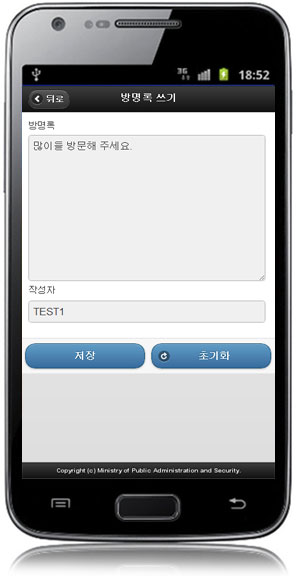 3G 18:52
뒤로 방명록 쓰기
방명록
많이들 방문해 주세요.
작성자
TEST1
저장 초기화
Copyright (c) Ministry of Public Administration and Security.